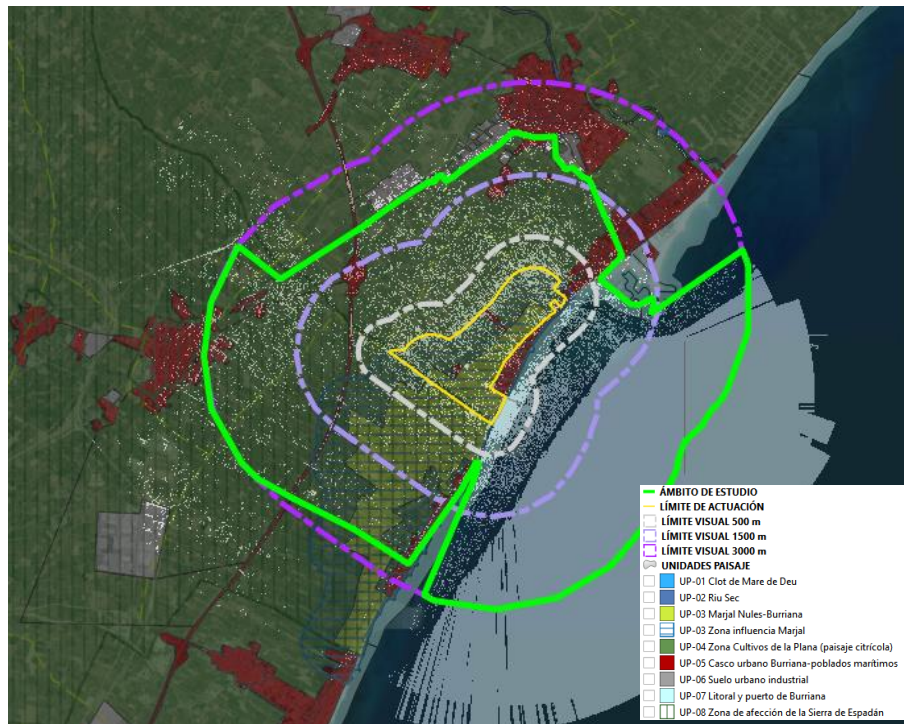 ÁMBITO DE ESTUDIO
LÍMITE DE ACTUACIÓN
LÍMITE VISUAL 500 m
LÍMITE VISUAL 1500 m
LÍMITE VISUAL 3000 m
UNIDADES PAISAJE
UP-01 Clot de Mare de Deu
UP-02 Riu Sec
UP-03 Marjal Nules-Burriana
UP-03 Zona influencia Marjal
UP-04 Zona Cultivos de la Plana (paisaje citrícola)
UP-05 Casco urbano Burriana-poblados marítimos
UP-06 Suelo urbano industrial
UP-07 Litoral y puerto de Burriana
UP-08 Zona de afección de la Sierra de Espadán